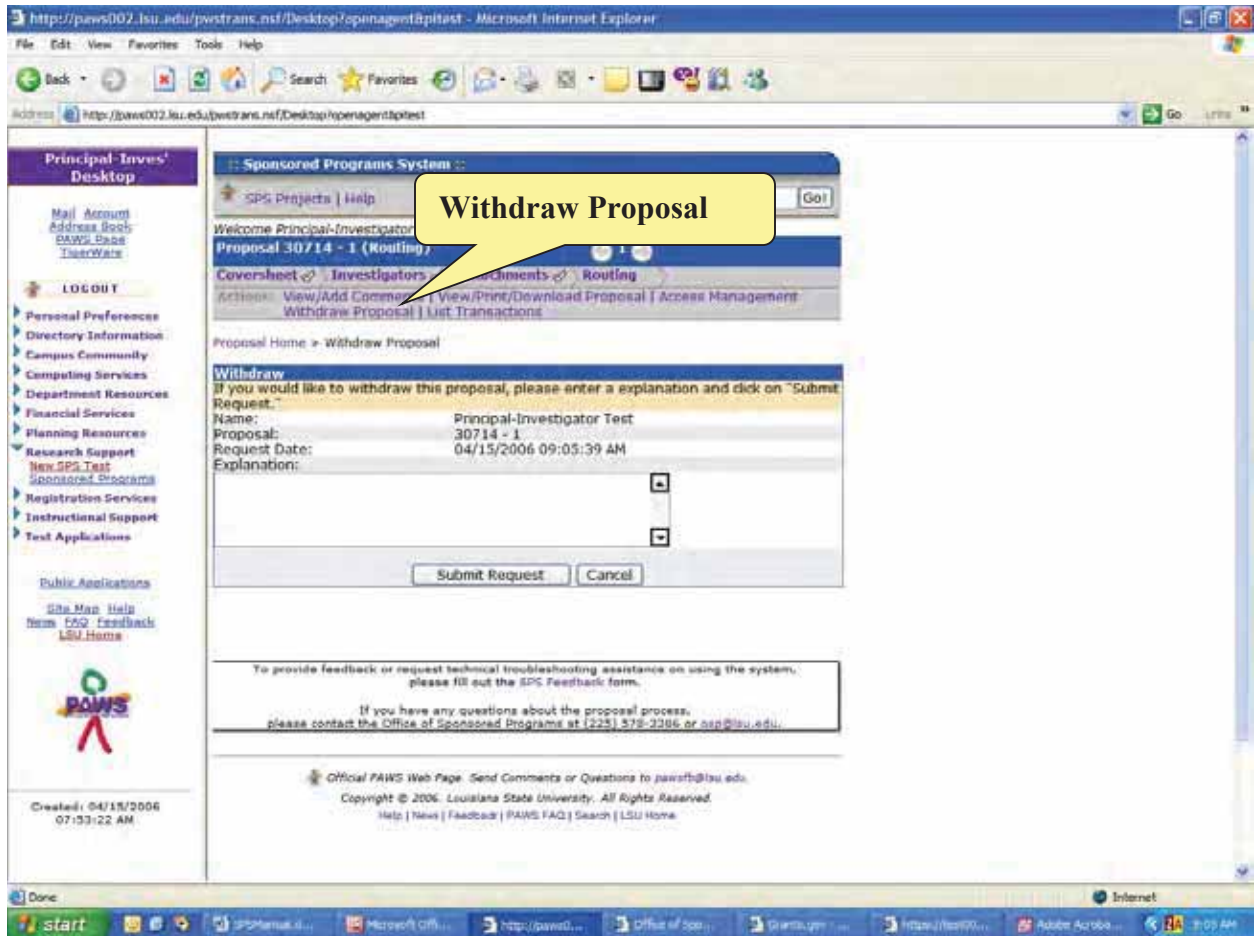 http://paws002.lsu.edu/pwstrans.nsf/Desktop?openagent&pitest - Microsoft Internet Explorer
File Edit View Favorites Tools Help
Back Search Favorites
Address http://paws002.lsu.edu/pwstrans.nsf/Desktop?openagent&pitest Go Links »
Principal-Inves' Desktop
Mail Account
Address Book
PAWS Page
TigerWare
LOGOUT
Personal Preferences
Directory Information
Campus Community
Computing Services
Department Resources
Financial Services
Planning Resources
Research Support
New SPS Test
Sponsored Programs
Registration Services
Instructional Support
Test Applications
Public Applications
Site Map Help
News FAQ Feedback
LSU Home
PAWS
Created: 04/15/2006
07:53:22 AM
:: Sponsored Programs System ::
SPS Projects | Help
Go!
Withdraw Proposal
Welcome Principal-Investigator
Proposal 30714 - 1 (Routing) 1
Coversheet Investigators Routing
Actions: View/Add Comments | View/Print/Download Proposal | Access Management
Withdraw Proposal | List Transactions
Proposal Home > Withdraw Proposal
Withdraw
If you would like to withdraw this proposal, please enter a explanation and click on "Submit
Request."
Name: Principal-Investigator Test
Proposal: 30714 - 1
Request Date: 04/15/2006 09:05:39 AM
Explanation:
Submit Request Cancel
To provide feedback or request technical troubleshooting assistance on using the system,
please fill out the SPS Feedback form.
If you have any questions about the proposal process,
please contact the Office of Sponsored Programs at (225) 578-3386 or osp@lsu.edu.
Official PAWS Web Page. Send Comments or Questions to pawsfb@lsu.edu.
Copyright © 2006. Louisiana State University. All Rights Reserved.
Help | News | Feedback | PAWS FAQ | Search | LSU Home
Done Internet
start SPSManual.d... Microsoft Offi... http://paws0... Office of Spo... Grants.gov - ... Adobe Acroba... 9:05 AM